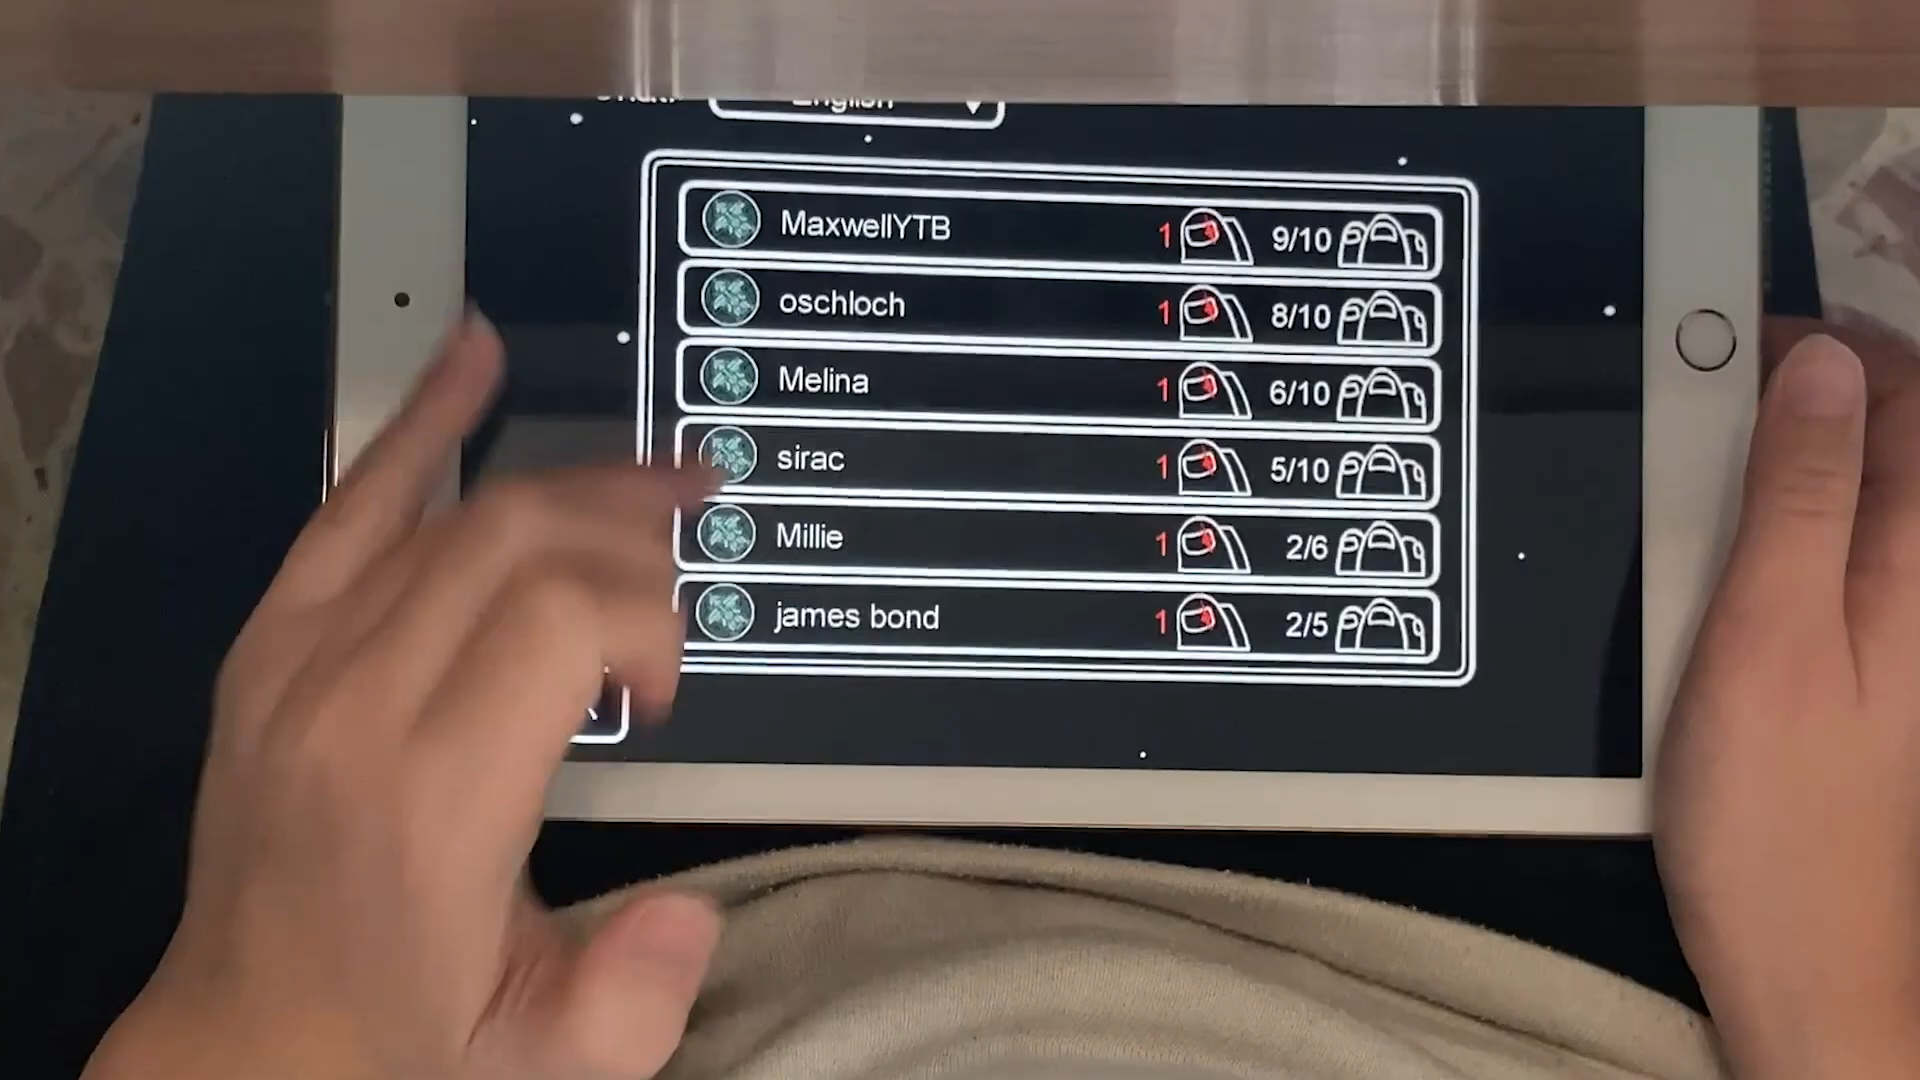 English
MaxwellYTB 1 9/10
oschloch 1 8/10
Melina 1 6/10
sirac 1 5/10
Millie 1 2/6
james bond 1 2/5